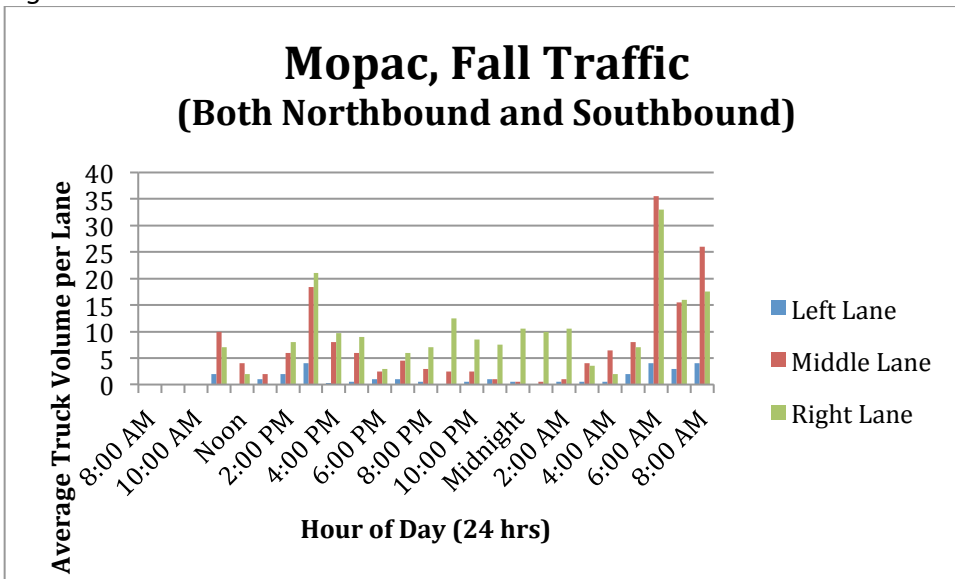 Mopac, Fall Traffic
(Both Northbound and Southbound)
Average Truck Volume per Lane
40
35
30
25
20
15
10
5
0
8:00 AM
10:00 AM
Noon
2:00 PM
4:00 PM
6:00 PM
8:00 PM
10:00 PM
Midnight
2:00 AM
4:00 AM
6:00 AM
8:00 AM
Hour of Day (24 hrs)
Left Lane
Middle Lane
Right Lane